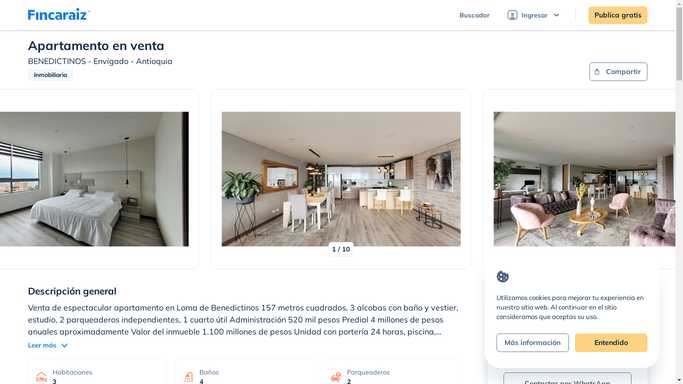 Fincaraiz
Buscador
Ingresar
Publica gratis
Apartamento en venta
BENEDICTINOS - Envigado - Antioquia
Inmobiliaria
Compartir
1 / 10
Descripción general
Venta de espectacular apartamento en Loma de Benedictinos 157 metros cuadrados, 3 alcobas con baño y vestier,
estudio, 2 parqueaderos independientes, 1 cuarto útil Administración 520 mil pesos Predial 4 millones de pesos
anuales aproximadamente Valor del inmueble 1.100 millones de pesos Unidad con portería 24 horas, piscina,...
Leer más
Habitaciones
3
Baños
4
Parqueaderos
2
Utilizamos cookies para mejorar tu experiencia en
nuestro sitio web. Al continuar en el sitio
consideramos que aceptas su uso.
Más información
Entendido
Contactar por WhatsApp